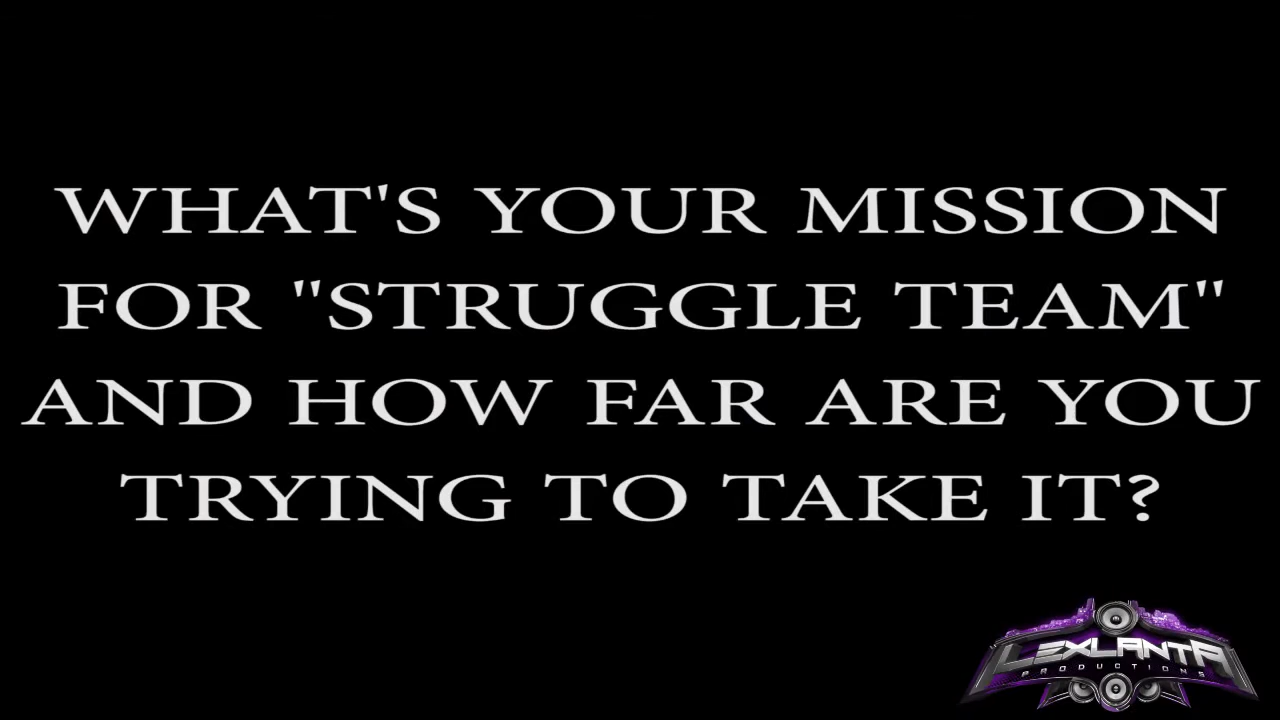 WHAT'S YOUR MISSION
FOR "STRUGGLE TEAM"
AND HOW FAR ARE YOU
TRYING TO TAKE IT?
LEXLANTA
PRODUCTIONS